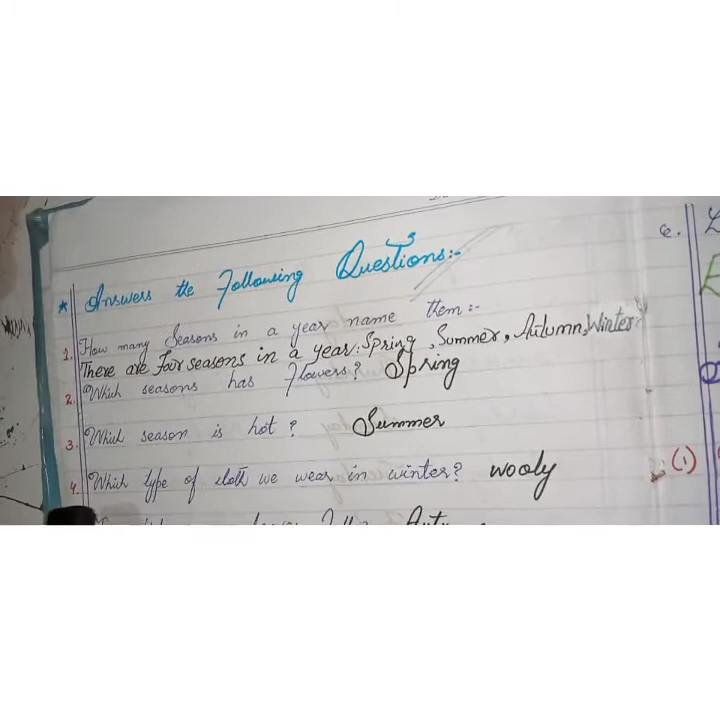 * Answers the Following Questions:-
1. How many Seasons in a year name them:-
There are four seasons in a year: Spring, Summer, Autumn, Winter
2. Which seasons has Flowers? Spring
3. Which season is hot? Summer
4. Which type of cloth we wear in winter? wooly
e.
(1)